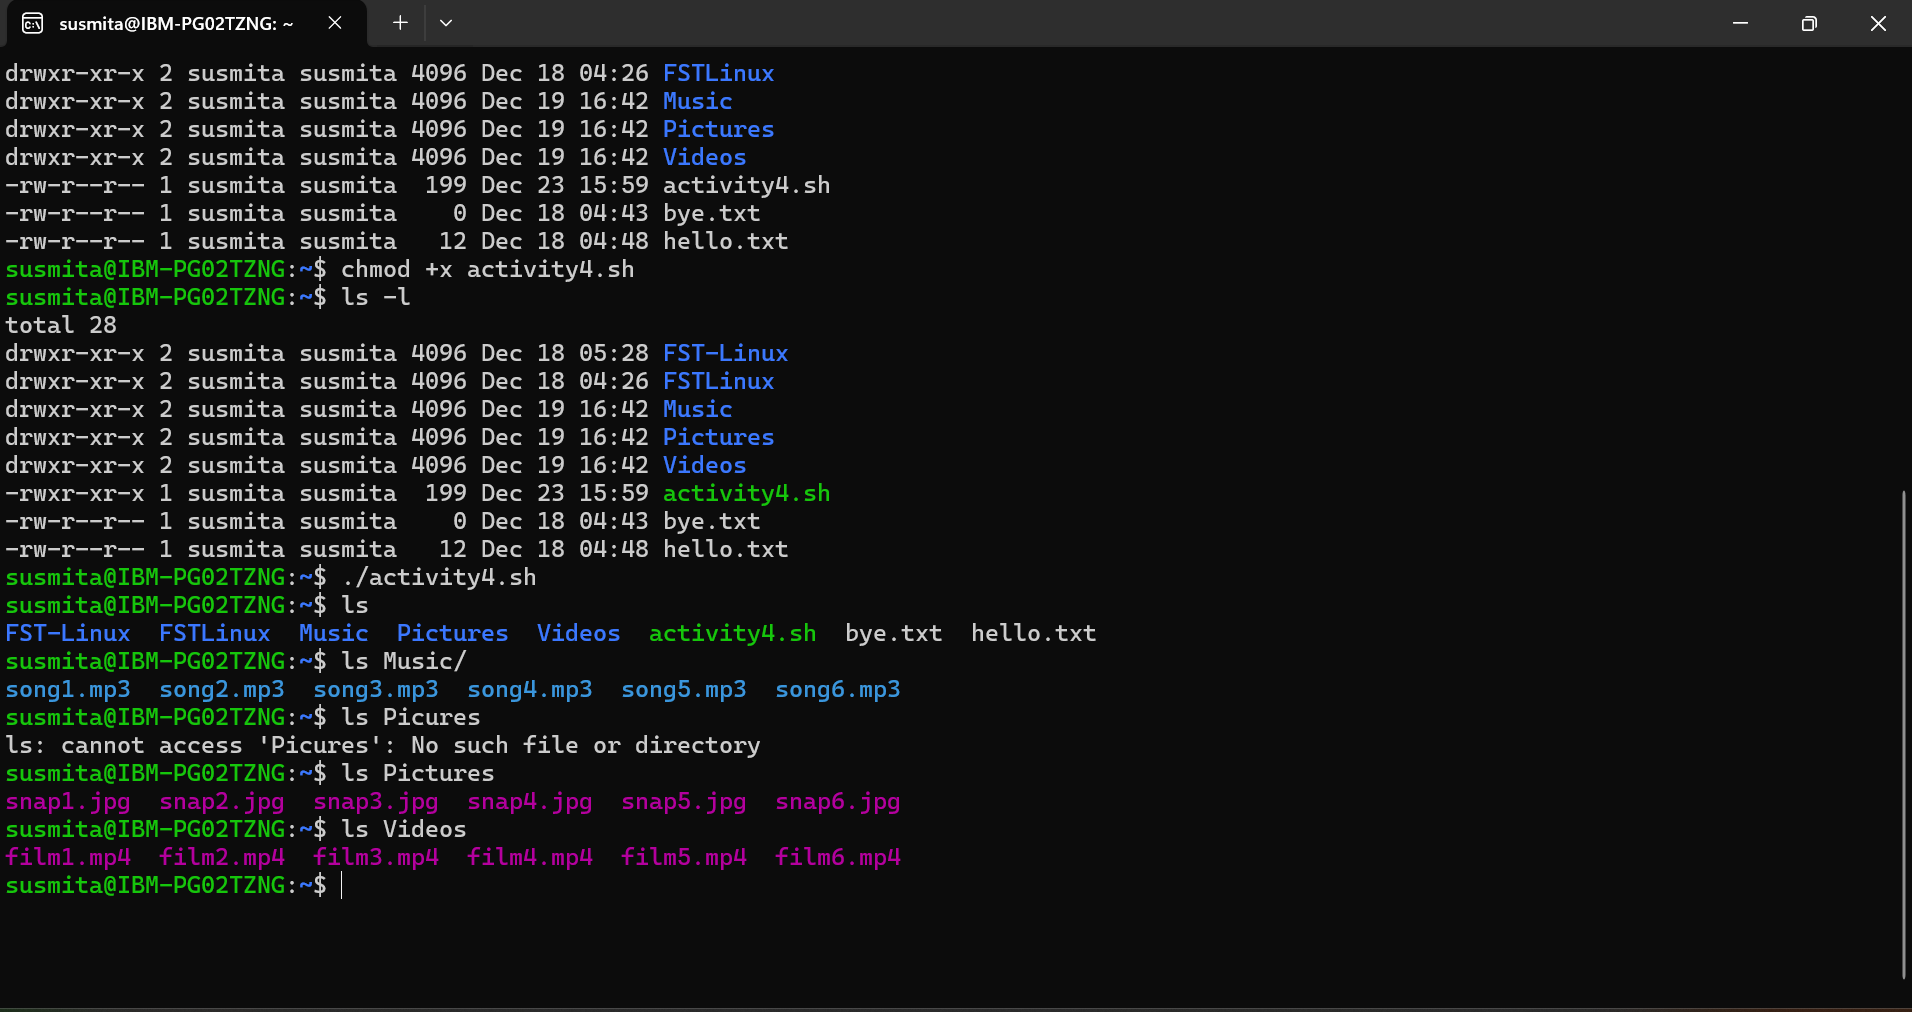 susmita@IBM-PG02TZNG: ~
drwxr-xr-x 2 susmita susmita 4096 Dec 18 04:26 FSTLinux
drwxr-xr-x 2 susmita susmita 4096 Dec 19 16:42 Music
drwxr-xr-x 2 susmita susmita 4096 Dec 19 16:42 Pictures
drwxr-xr-x 2 susmita susmita 4096 Dec 19 16:42 Videos
-rw-r--r-- 1 susmita susmita  199 Dec 23 15:59 activity4.sh
-rw-r--r-- 1 susmita susmita    0 Dec 18 04:43 bye.txt
-rw-r--r-- 1 susmita susmita   12 Dec 18 04:48 hello.txt
susmita@IBM-PG02TZNG:~$ chmod +x activity4.sh
susmita@IBM-PG02TZNG:~$ ls -l
total 28
drwxr-xr-x 2 susmita susmita 4096 Dec 18 05:28 FST-Linux
drwxr-xr-x 2 susmita susmita 4096 Dec 18 04:26 FSTLinux
drwxr-xr-x 2 susmita susmita 4096 Dec 19 16:42 Music
drwxr-xr-x 2 susmita susmita 4096 Dec 19 16:42 Pictures
drwxr-xr-x 2 susmita susmita 4096 Dec 19 16:42 Videos
-rwxr-xr-x 1 susmita susmita  199 Dec 23 15:59 activity4.sh
-rw-r--r-- 1 susmita susmita    0 Dec 18 04:43 bye.txt
-rw-r--r-- 1 susmita susmita   12 Dec 18 04:48 hello.txt
susmita@IBM-PG02TZNG:~$ ./activity4.sh
susmita@IBM-PG02TZNG:~$ ls
FST-Linux  FSTLinux  Music  Pictures  Videos  activity4.sh  bye.txt  hello.txt
susmita@IBM-PG02TZNG:~$ ls Music/
song1.mp3  song2.mp3  song3.mp3  song4.mp3  song5.mp3  song6.mp3
susmita@IBM-PG02TZNG:~$ ls Picures
ls: cannot access 'Picures': No such file or directory
susmita@IBM-PG02TZNG:~$ ls Pictures
snap1.jpg  snap2.jpg  snap3.jpg  snap4.jpg  snap5.jpg  snap6.jpg
susmita@IBM-PG02TZNG:~$ ls Videos
film1.mp4  film2.mp4  film3.mp4  film4.mp4  film5.mp4  film6.mp4
susmita@IBM-PG02TZNG:~$